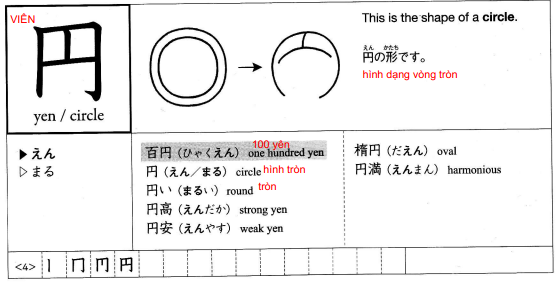 VIÊN
円
yen / circle
This is the shape of a circle.
えん かたち
円の形です。
hình dạng vòng tròn
▶えん
▷まる
100 yên
百円（ひゃくえん） one hundred yen
円（えん／まる） circle hình tròn
円い（まるい） round tròn
円高（えんだか） strong yen
円安（えんやす） weak yen
楕円（だえん） oval
円満（えんまん） harmonious
<4> 丨 冂 冂 円